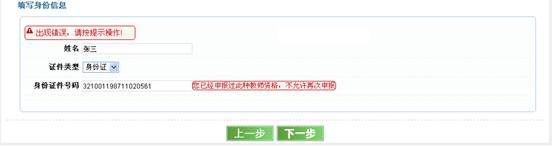 填写身份信息
出现错误，请按提示操作!
姓名 张三
证件类型 身份证
身份证件号码 321001198711020561 您已经申报过此种教师资格，不允许再次申报
上一步 下一步